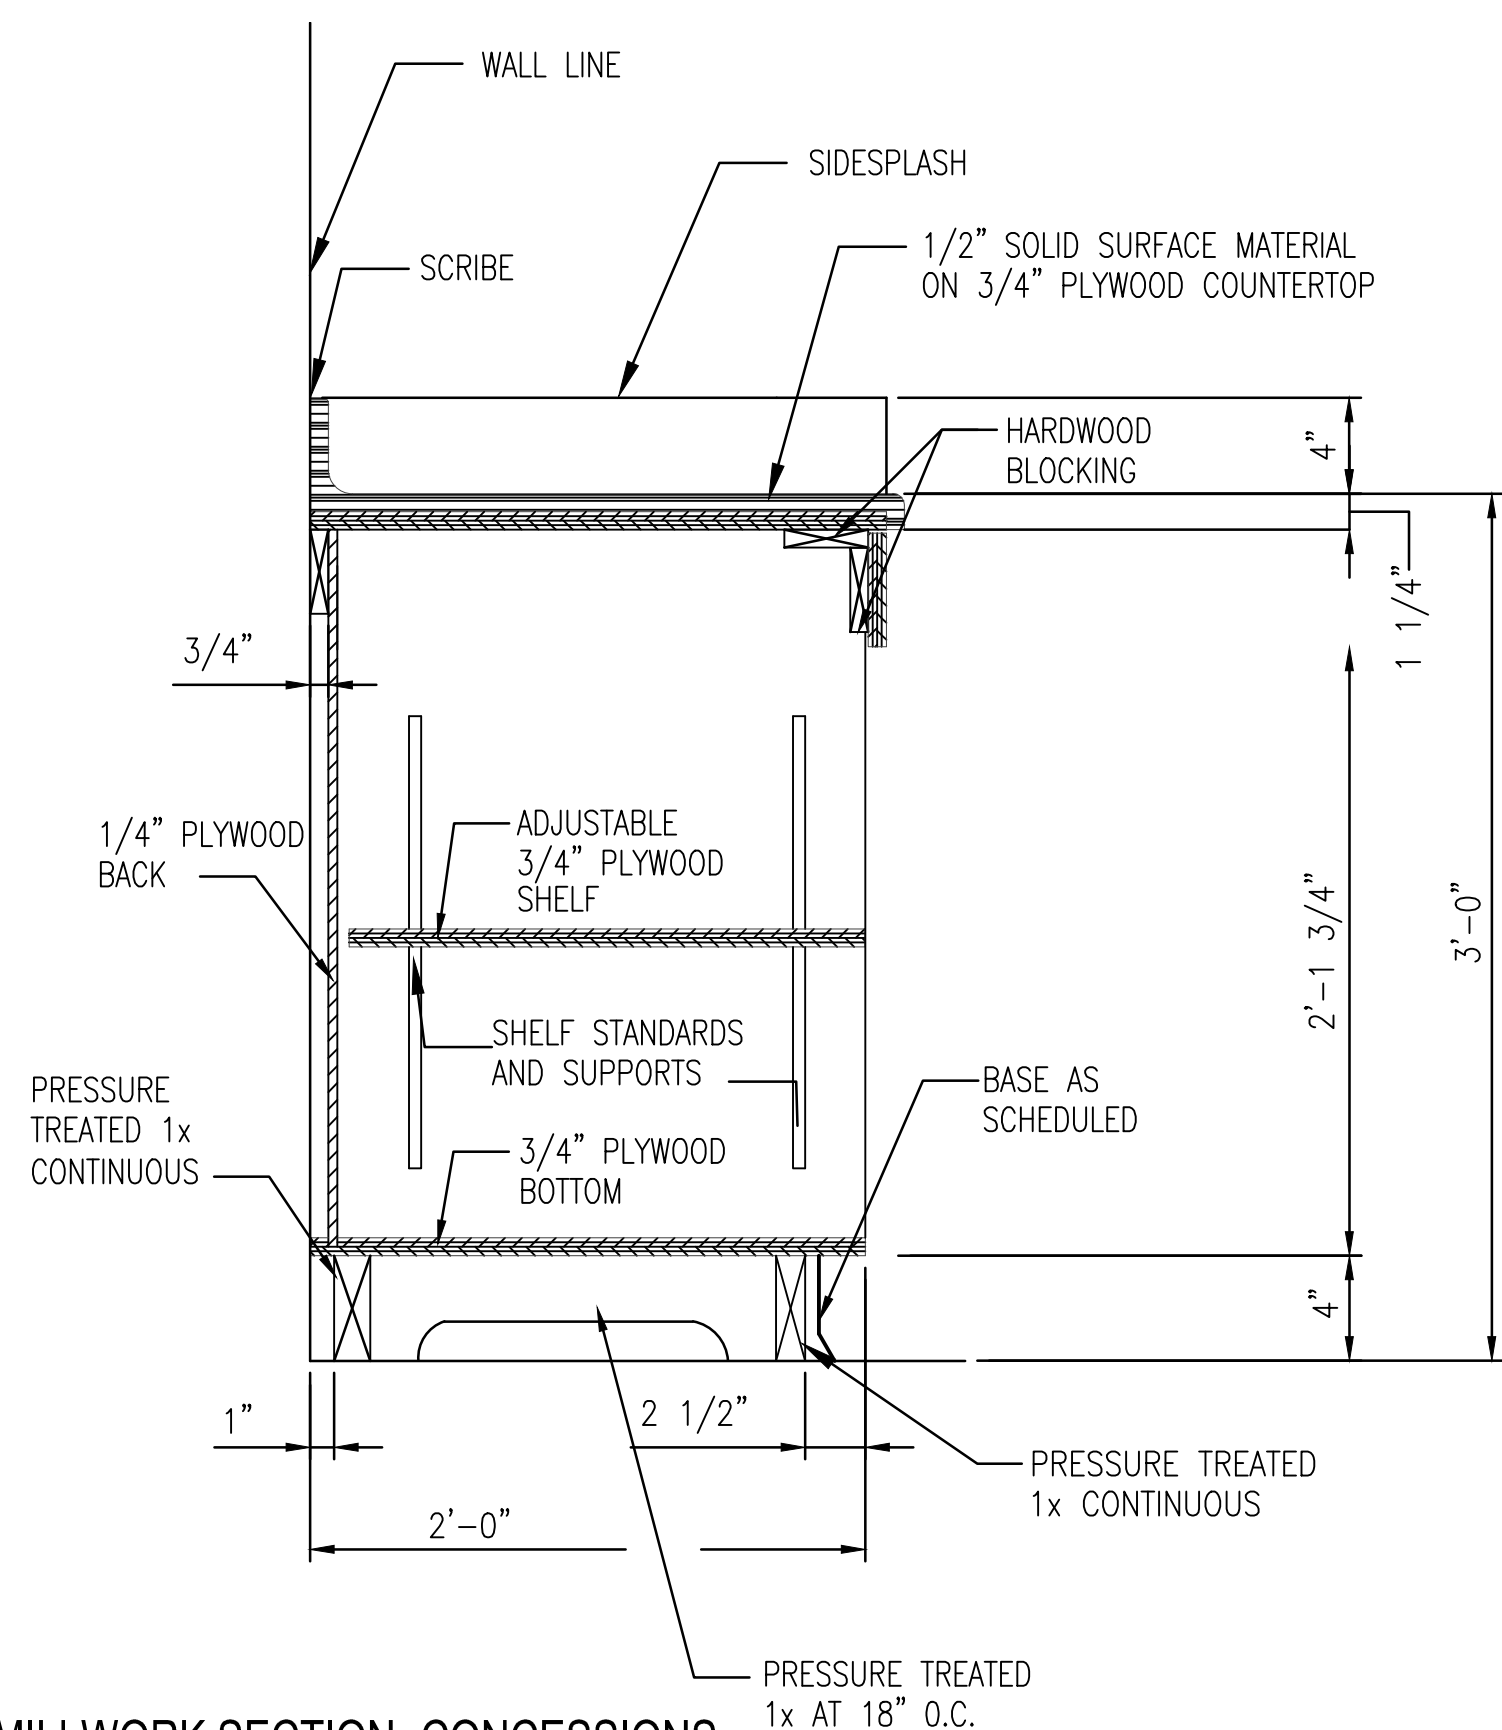 WALL LINE
SIDESPLASH
1/2" SOLID SURFACE MATERIAL
ON 3/4" PLYWOOD COUNTERTOP
SCRIBE
HARDWOOD
BLOCKING
4"
1 1/4"
3/4"
1/4" PLYWOOD
BACK
ADJUSTABLE
3/4" PLYWOOD
SHELF
2'-1 3/4"
3'-0"
SHELF STANDARDS
AND SUPPORTS
BASE AS
SCHEDULED
PRESSURE
TREATED 1x
CONTINUOUS
3/4" PLYWOOD
BOTTOM
4"
1"
2 1/2"
PRESSURE TREATED
1x CONTINUOUS
2'-0"
PRESSURE TREATED
1x AT 18" O.C.
MILLWORK SECTION CONCESSIONS